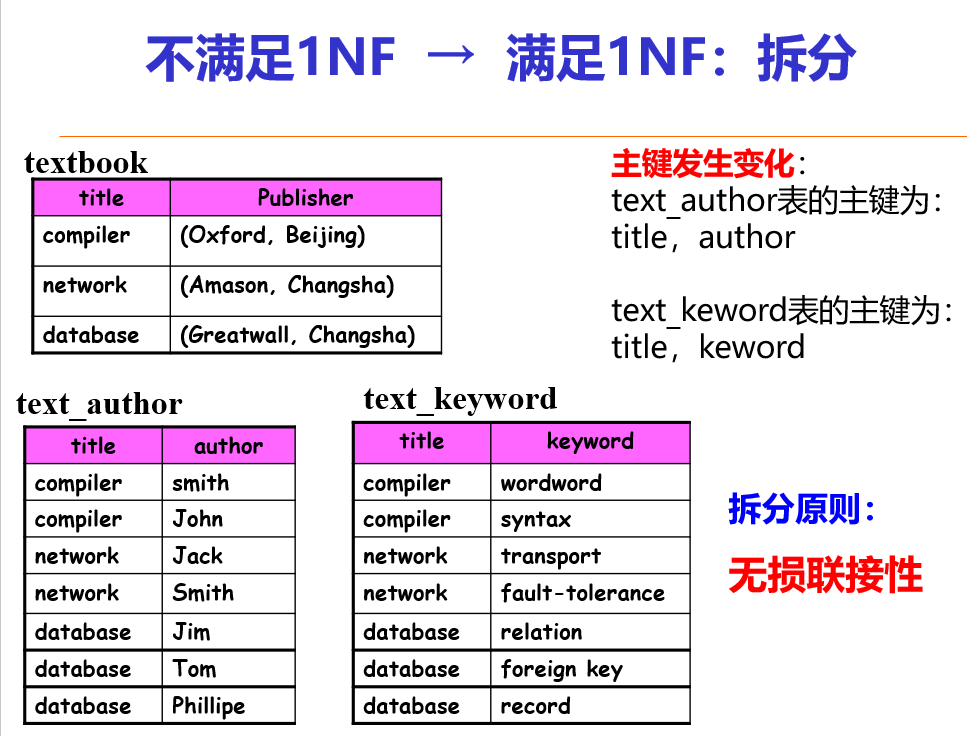 不满足1NF → 满足1NF：拆分
textbook
title Publisher
compiler (Oxford, Beijing)
network (Amason, Changsha)
database (Greatwall, Changsha)
主键发生变化：
text_author表的主键为：
title，author
text_keword表的主键为：
title，keword
text_author
title author
compiler smith
compiler John
network Jack
network Smith
database Jim
database Tom
database Phillipe
text_keyword
title keyword
compiler wordword
compiler syntax
network transport
network fault-tolerance
database relation
database foreign key
database record
拆分原则：
无损联接性